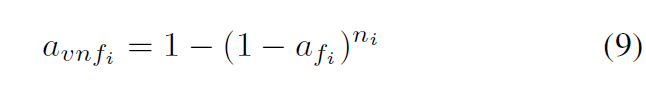 $a_{vnf_i} = 1 - (1 - a_{f_i})^{n_i}$ (9)